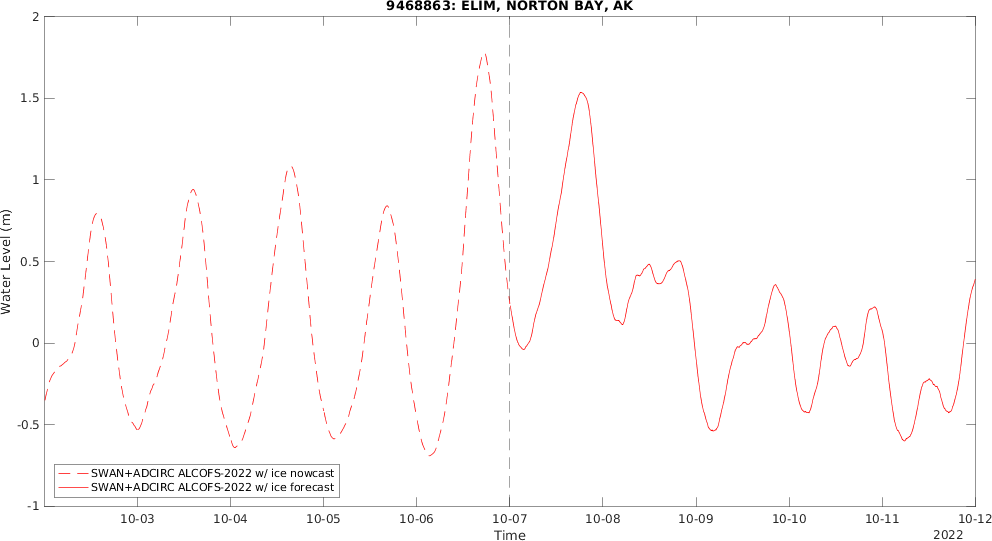 9468863: ELIM, NORTON BAY, AK
2
1.5
1
0.5
0
-0.5
-1
Water Level (m)
SWAN+ADCIRC ALCOFS-2022 w/ ice nowcast
SWAN+ADCIRC ALCOFS-2022 w/ ice forecast
10-03 10-04 10-05 10-06 10-07 10-08 10-09 10-10 10-11 10-12
Time
2022